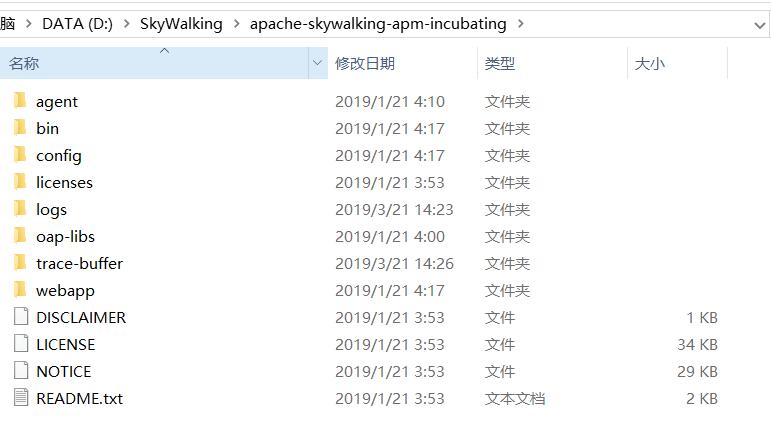 脑 > DATA (D:) > SkyWalking > apache-skywalking-apm-incubating >
名称 修改日期 类型 大小
agent 2019/1/21 4:10 文件夹
bin 2019/1/21 4:17 文件夹
config 2019/1/21 4:17 文件夹
licenses 2019/1/21 3:53 文件夹
logs 2019/3/21 14:23 文件夹
oap-libs 2019/1/21 4:00 文件夹
trace-buffer 2019/3/21 14:26 文件夹
webapp 2019/1/21 4:17 文件夹
DISCLAIMER 2019/1/21 3:53 文件 1 KB
LICENSE 2019/1/21 3:53 文件 34 KB
NOTICE 2019/1/21 3:53 文件 29 KB
README.txt 2019/1/21 3:53 文本文档 2 KB